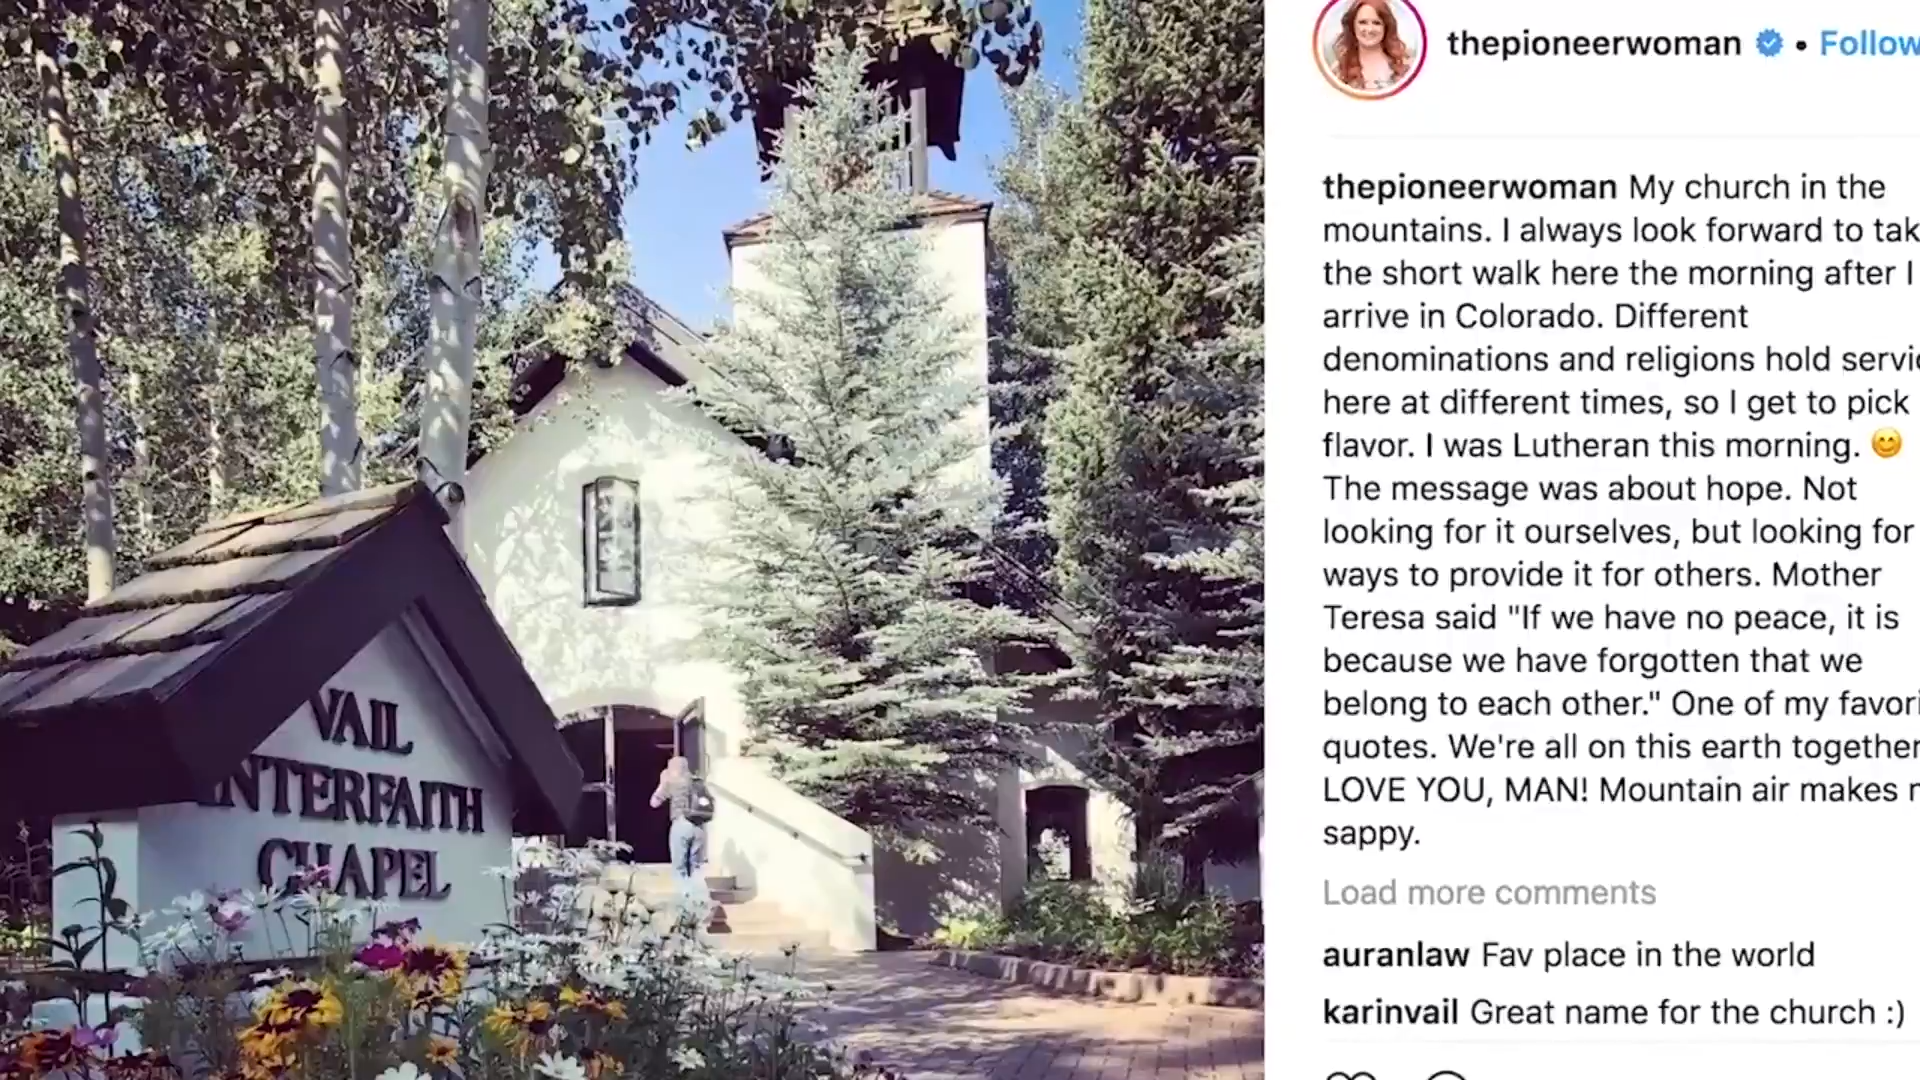 VAIL
INTERFAITH
CHAPEL
thepioneerwoman • Follow
thepioneerwoman My church in the
mountains. I always look forward to tak
the short walk here the morning after I
arrive in Colorado. Different
denominations and religions hold servic
here at different times, so I get to pick
flavor. I was Lutheran this morning. 😊
The message was about hope. Not
looking for it ourselves, but looking for
ways to provide it for others. Mother
Teresa said "If we have no peace, it is
because we have forgotten that we
belong to each other." One of my favori
quotes. We're all on this earth together
LOVE YOU, MAN! Mountain air makes
sappy.
Load more comments
auranlaw Fav place in the world
karinvail Great name for the church :)